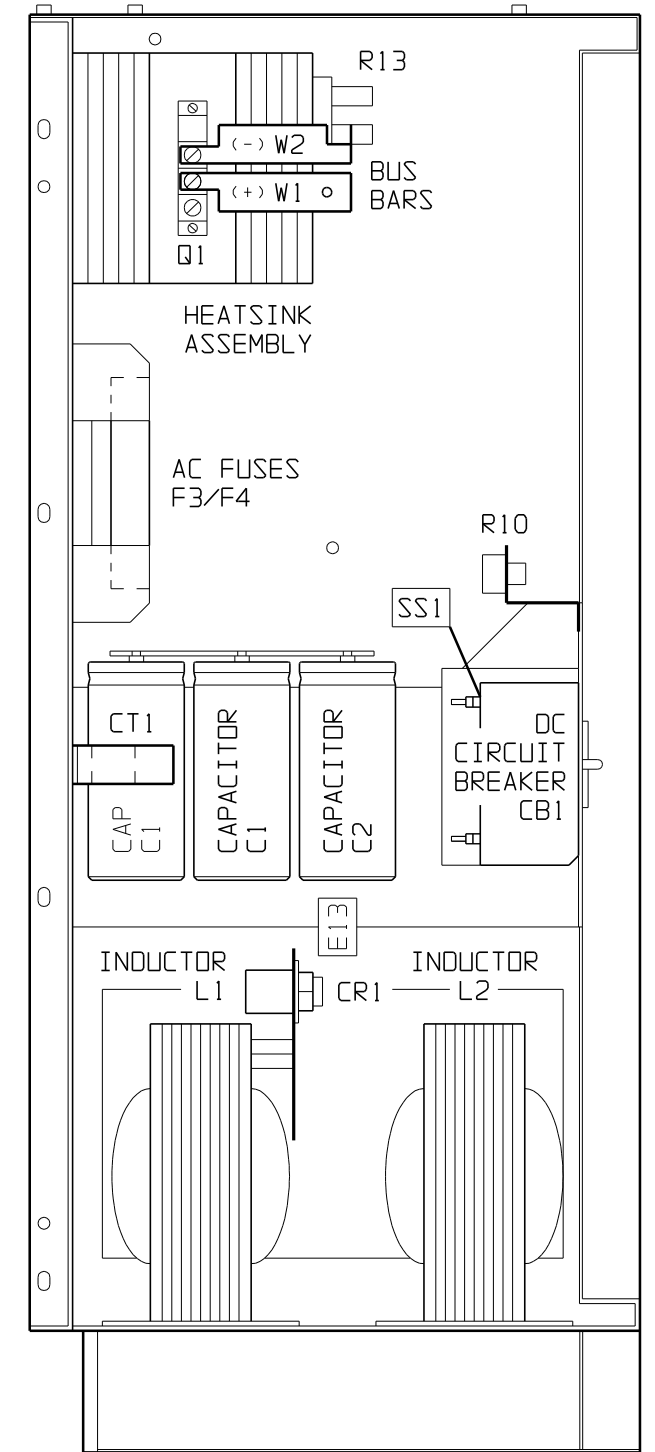 R13
(-) W2
BUS
BARS
(+) W1
Q1
HEATSINK
ASSEMBLY
AC FUSES
F3/F4
R10
SS1
CT1
CAP
C1
CAPACITOR
C1
CAPACITOR
C2
DC
CIRCUIT
BREAKER
CB1
E13
INDUCTOR
L1
CR1
INDUCTOR
L2